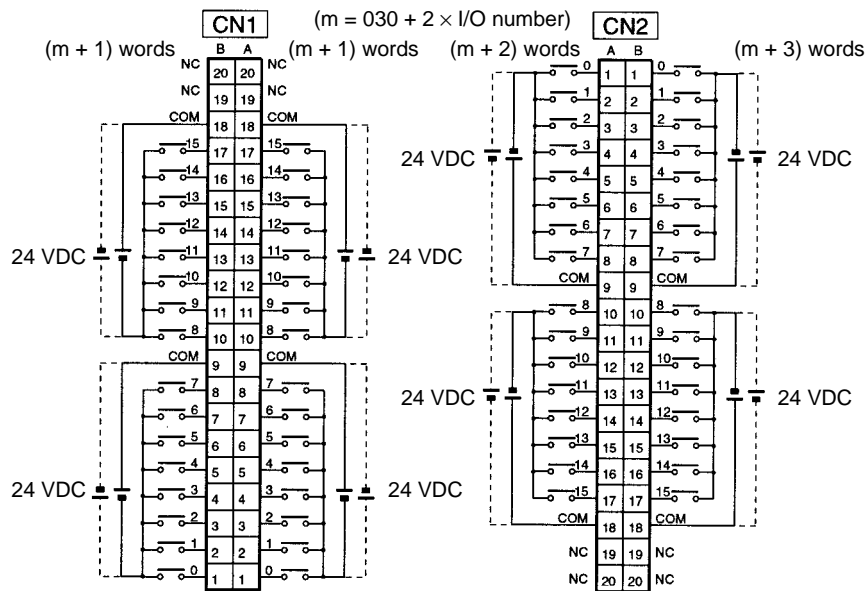 CN1 (m = 030 + 2 × I/O number) CN2
(m + 1) words (m + 1) words (m + 2) words (m + 3) words
B A A B
NC 20 20 NC 0 1 1 0
NC 19 19 NC 1 2 2 1
COM 18 18 COM 2 3 3 2
15 17 17 15 3 4 4 3
24 VDC 24 VDC
14 16 16 14 4 5 5 4
13 15 15 13 5 6 6 5
12 14 14 12 6 7 7 6
11 13 13 11 7 8 8 7
24 VDC 24 VDC
10 12 12 10 COM 9 9 COM
9 11 11 9 8 10 10 8
8 10 10 8 9 11 11 9
COM 9 9 COM 10 12 12 10
7 8 8 7 11 13 13 11
24 VDC 24 VDC
6 7 7 6 12 14 14 12
5 6 6 5 13 15 15 13
4 5 5 4 14 16 16 14
3 4 4 3 15 17 17 15
24 VDC 24 VDC
2 3 3 2 COM 18 18 COM
1 2 2 1 NC 19 19 NC
0 1 1 0 NC 20 20 NC